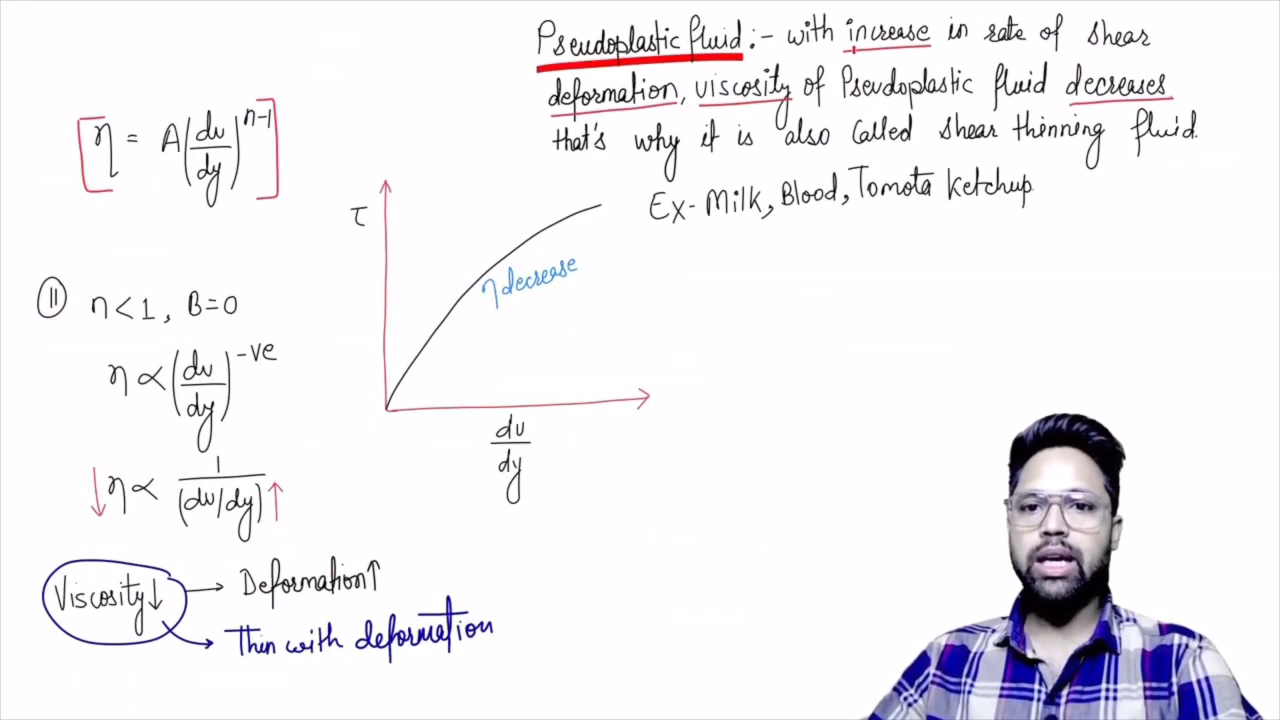 Pseudoplastic fluid :- with increase in rate of shear
deformation, viscosity of Pseudoplastic fluid decreases
that's why it is also called shear thinning fluid.
Ex- Milk, Blood, Tomota Ketchup
[η = A(du/dy)^(n-1)]
τ
η decrease
du/dy
II n<1, B=0
η ∝ (du/dy)^-ve
↓η ∝ 1/(du/dy)↑
Viscosity↓ → Deformation↑
→ Thin with deformation